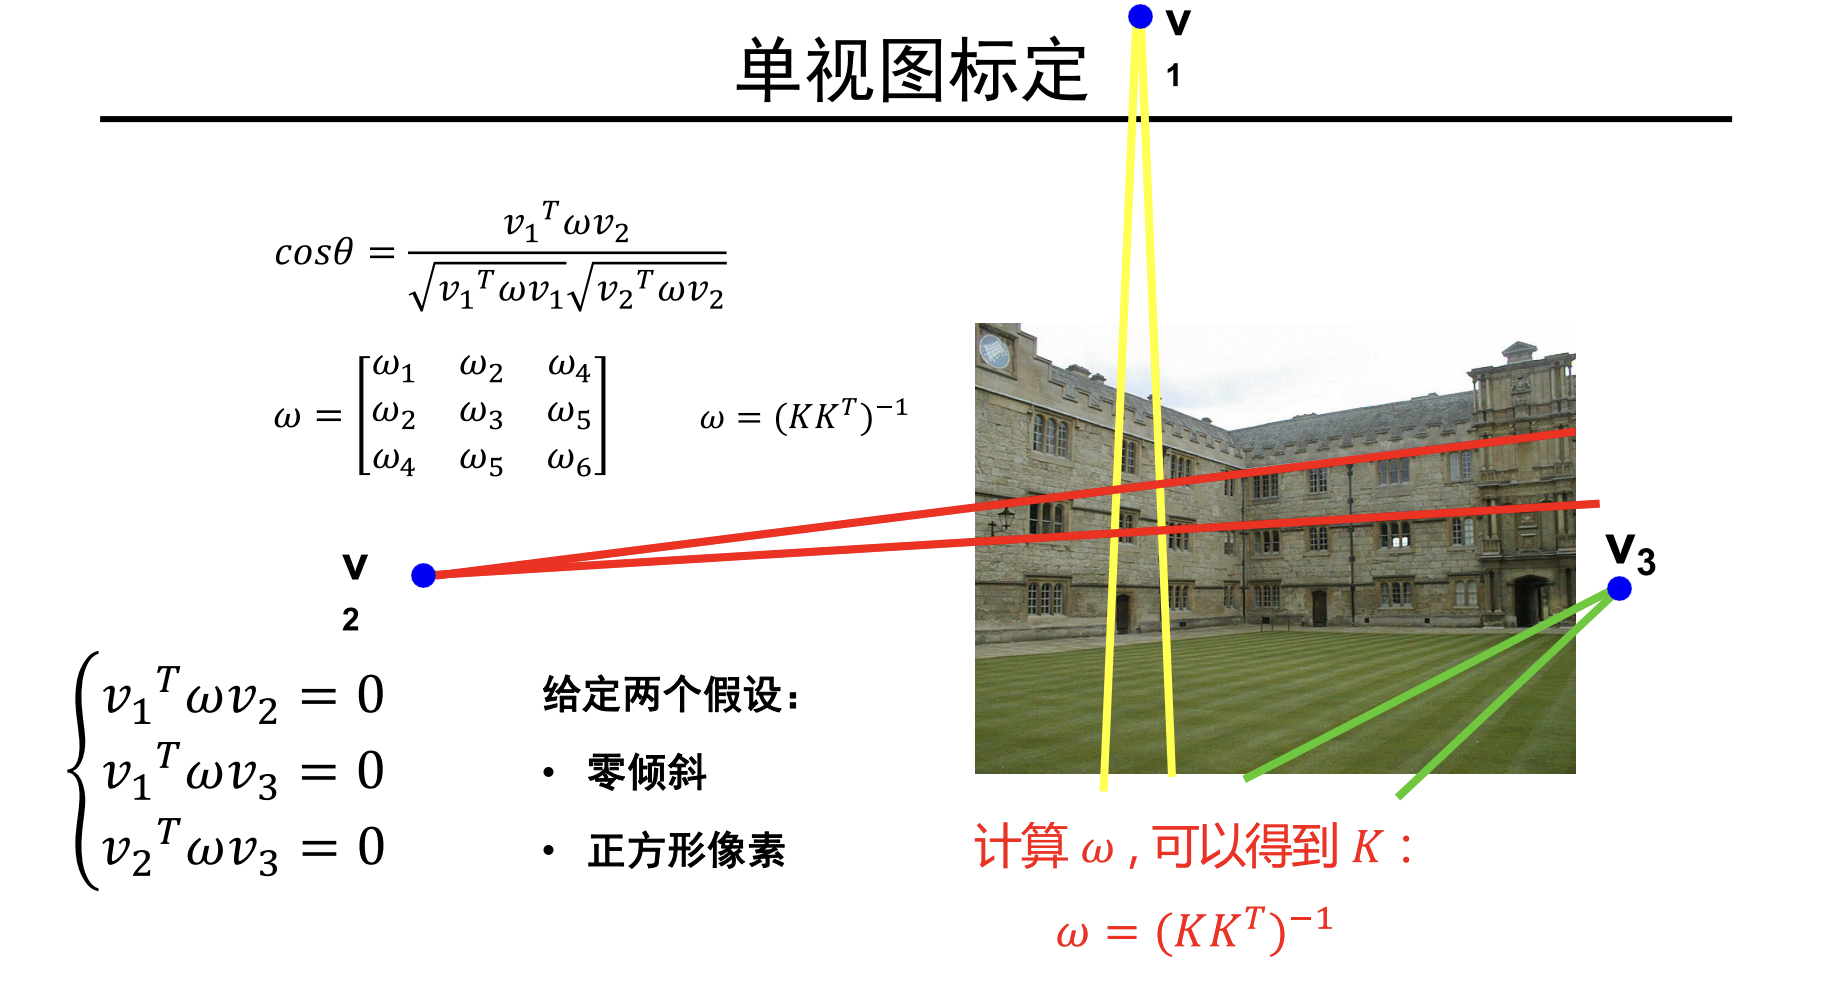 单视图标定
v
1
cosθ = v₁ᵀωv₂ / √(v₁ᵀωv₁)√(v₂ᵀωv₂)
ω = [ω₁ ω₂ ω₄
ω₂ ω₃ ω₅
ω₄ ω₅ ω₆]
ω = (KKᵀ)⁻¹
v
2
v₃
v₁ᵀωv₂ = 0
v₁ᵀωv₃ = 0
v₂ᵀωv₃ = 0
给定两个假设：
• 零倾斜
• 正方形像素
计算 ω , 可以得到 K :
ω = (KKᵀ)⁻¹